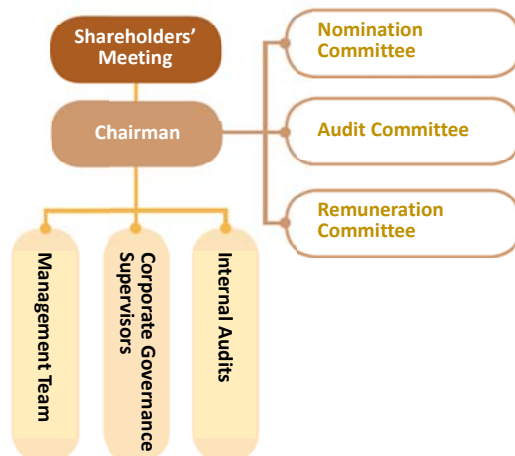 Shareholders'
Meeting
Chairman
Nomination
Committee
Audit Committee
Remuneration
Committee
Management Team
Corporate Governance
Supervisors
Internal Audits